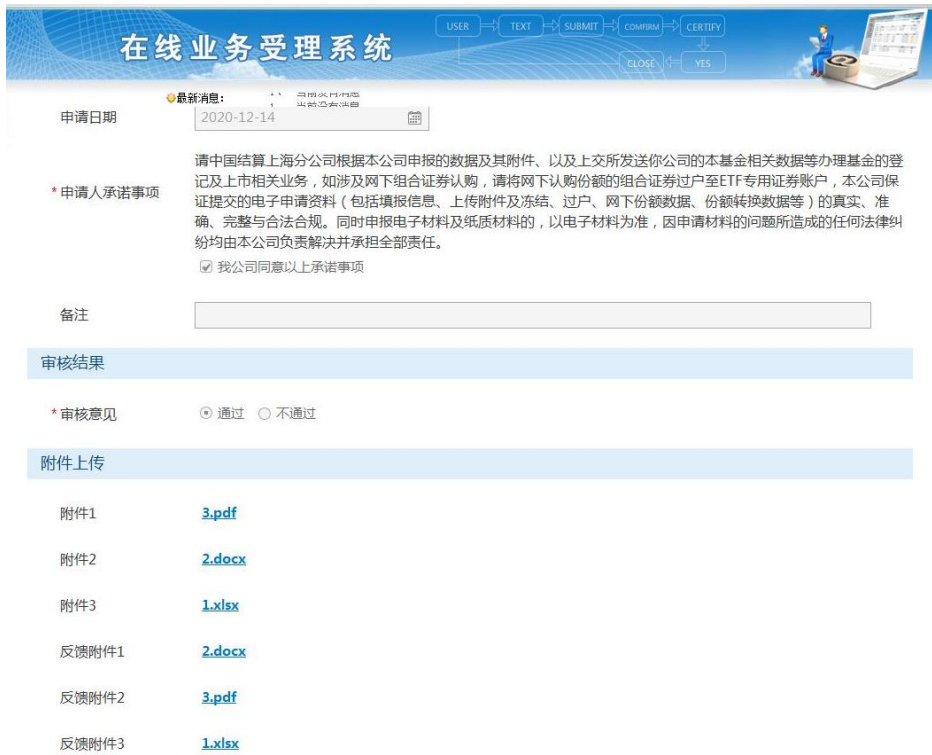 USER TEXT SUBMIT COMFIRM CERTIFY
在线业务受理系统
CLOSE YES
最新消息：
当前没有消息
申请日期 2020-12-14
请中国结算上海分公司根据本公司申报的数据及其附件、以及上交所发送你公司的本基金相关数据等办理基金的登
记及上市相关业务，如涉及网下组合证券认购，请将网下认购份额的组合证券过户至ETF专用证券账户，本公司保
*申请人承诺事项 证提交的电子申请资料（包括填报信息、上传附件及冻结、过户、网下份额数据、份额转换数据等）的真实、准
确、完整与合法合规。同时申报电子材料及纸质材料的，以电子材料为准，因申请材料的问题所造成的任何法律纠
纷均由本公司负责解决并承担全部责任。
我公司同意以上承诺事项
备注
审核结果
*审核意见 通过 不通过
附件上传
附件1 3.pdf
附件2 2.docx
附件3 1.xlsx
反馈附件1 2.docx
反馈附件2 3.pdf
反馈附件3 1.xlsx